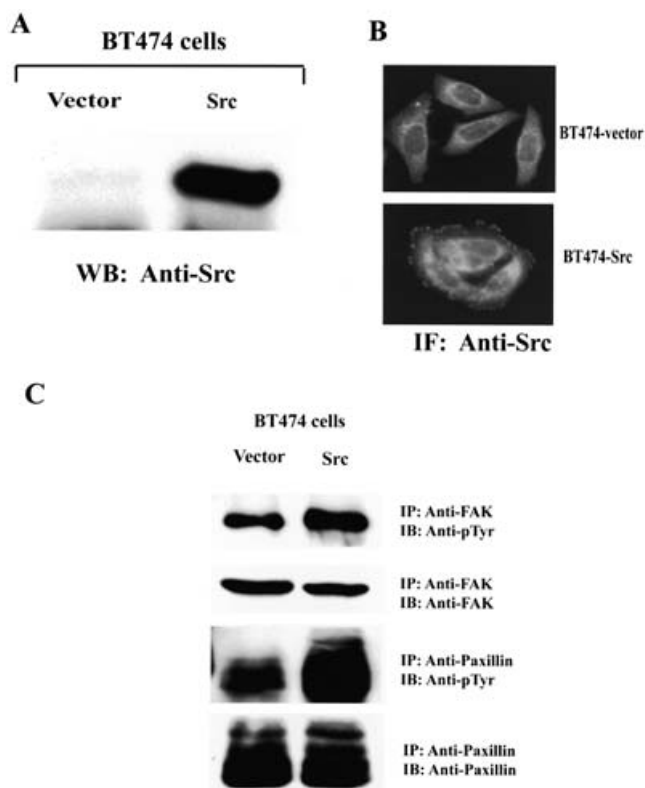 A
BT474 cells
Vector Src
WB: Anti-Src
B
BT474-vector
BT474-Src
IF: Anti-Src
C
BT474 cells
Vector Src
IP: Anti-FAK
IB: Anti-pTyr
IP: Anti-FAK
IB: Anti-FAK
IP: Anti-Paxillin
IB: Anti-pTyr
IP: Anti-Paxillin
IB: Anti-Paxillin